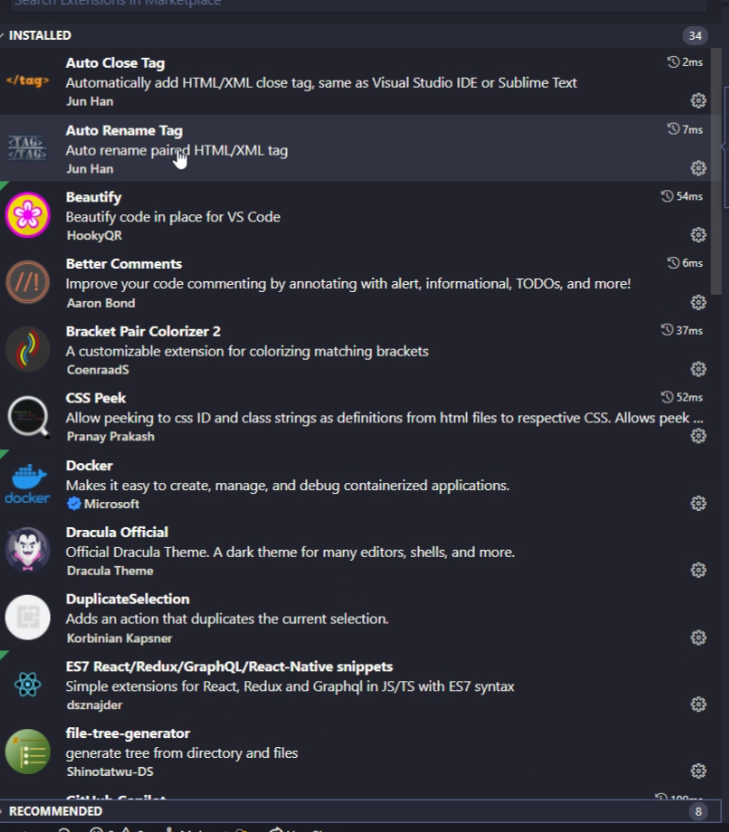 Search Extensions in Marketplace
INSTALLED 34
Auto Close Tag 2ms
</tag> Automatically add HTML/XML close tag, same as Visual Studio IDE or Sublime Text
Jun Han
Auto Rename Tag 7ms
<TAG>
</TAG>
Auto rename paired HTML/XML tag
Jun Han
Beautify 54ms
Beautify code in place for VS Code
HookyQR
Better Comments 6ms
//! Improve your code commenting by annotating with alert, informational, TODOs, and more!
Aaron Bond
Bracket Pair Colorizer 2 37ms
A customizable extension for colorizing matching brackets
CoenraadS
CSS Peek 52ms
Allow peeking to css ID and class strings as definitions from html files to respective CSS. Allows peek ...
Pranay Prakash
Docker
Makes it easy to create, manage, and debug containerized applications.
docker Microsoft
Dracula Official
Official Dracula Theme. A dark theme for many editors, shells, and more.
Dracula Theme
DuplicateSelection
Adds an action that duplicates the current selection.
Korbinian Kapsner
ES7 React/Redux/GraphQL/React-Native snippets
Simple extensions for React, Redux and Graphql in JS/TS with ES7 syntax
dsznajder
file-tree-generator
generate tree from directory and files
Shinotatwu-DS
GitHub Copilot
RECOMMENDED 8